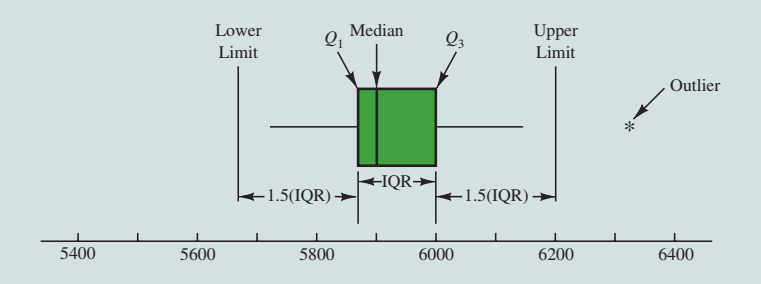 Lower
Limit
Q1
Median
Q3
Upper
Limit
Outlier
*
IQR
1.5(IQR)
1.5(IQR)
5400 5600 5800 6000 6200 6400